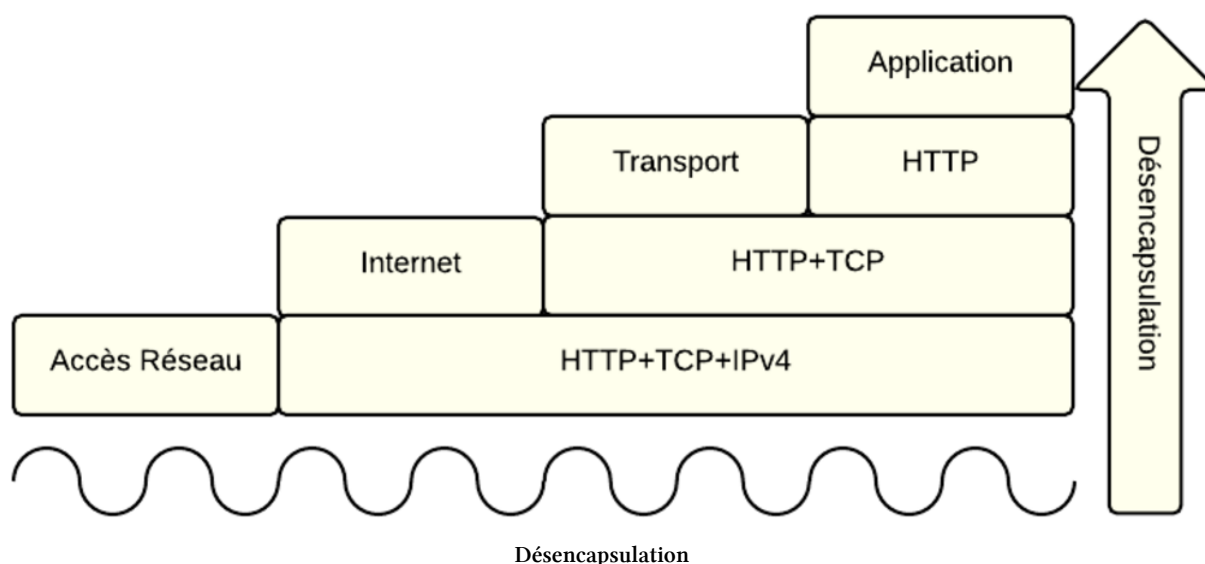 Application
Transport
HTTP
Internet
HTTP+TCP
Accès Réseau
HTTP+TCP+IPv4
Désencapsulation
Désencapsulation